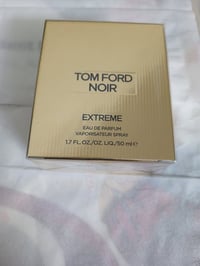 TOM FORD
NOIR
EXTREME
EAU DE PARFUM
VAPORISATEUR SPRAY
1.7 FL.OZ./OZ. LIQ./50 ml ℮